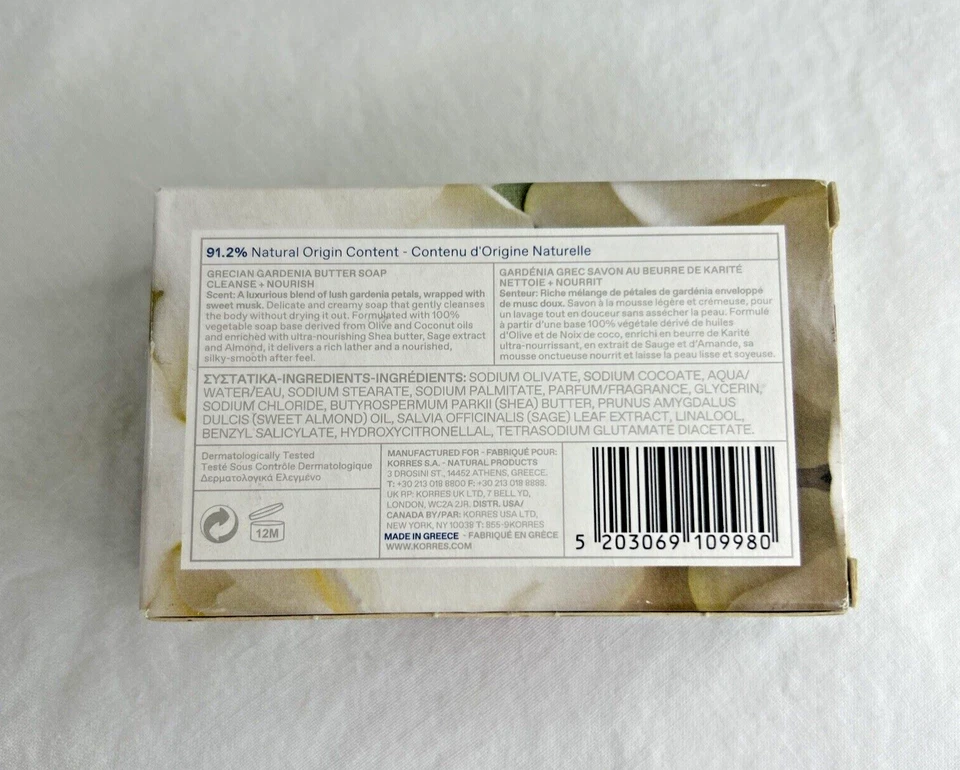 91.2% Natural Origin Content - Contenu d'Origine Naturelle
GRECIAN GARDENIA BUTTER SOAP
CLEANSE + NOURISH
Scent: A luxurious blend of lush gardenia petals, wrapped with
sweet musk. Delicate and creamy soap that gently cleanses
the body without drying it out. Formulated with 100%
vegetable soap base derived from Olive and Coconut oils
and enriched with ultra-nourishing Shea butter, Sage extract
and Almond, it delivers a rich lather and a nourished,
silky-smooth after feel.
GARDÉNIA GREC SAVON AU BEURRE DE KARITÉ
NETTOIE + NOURRIT
Senteur: Riche mélange de pétales de gardénia enveloppé
de musc doux. Savon à la mousse légère et crémeuse, pour
un lavage tout en douceur sans assécher la peau. Formulé
à partir d'une base 100% végétale dérivé de huiles
d'Olive et de Noix de coco, enrichi en beurre de Karité
ultra-nourrissant, en extrait de Sauge et d'Amande, sa
mousse onctueuse nourrit et laisse la peau lisse et soyeuse.
ΣΥΣΤΑΤΙΚΑ-INGREDIENTS-INGRÉDIENTS: SODIUM OLIVATE, SODIUM COCOATE, AQUA/
WATER/EAU, SODIUM STEARATE, SODIUM PALMITATE, PARFUM/FRAGRANCE, GLYCERIN,
SODIUM CHLORIDE, BUTYROSPERMUM PARKII (SHEA) BUTTER, PRUNUS AMYGDALUS
DULCIS (SWEET ALMOND) OIL, SALVIA OFFICINALIS (SAGE) LEAF EXTRACT, LINALOOL,
BENZYL SALICYLATE, HYDROXYCITRONELLAL, TETRASODIUM GLUTAMATE DIACETATE.
Dermatologically Tested
Testé Sous Contrôle Dermatologique
Δερματολογικά Ελεγμένο
12M
MANUFACTURED FOR - FABRIQUÉ POUR:
KORRES S.A. - NATURAL PRODUCTS
3 DROSINI ST., 14452 ATHENS, GREECE,
T: +30 213 018 8800 F: +30 213 018 8888.
UK RP: KORRES UK LTD, 7 BELL YD,
LONDON, WC2A 2JR. DISTR. USA/
CANADA BY/PAR: KORRES USA LTD,
NEW YORK, NY 10038 T: 855-9KORRES
MADE IN GREECE - FABRIQUÉ EN GRÈCE
WWW.KORRES.COM
5 203069 109980